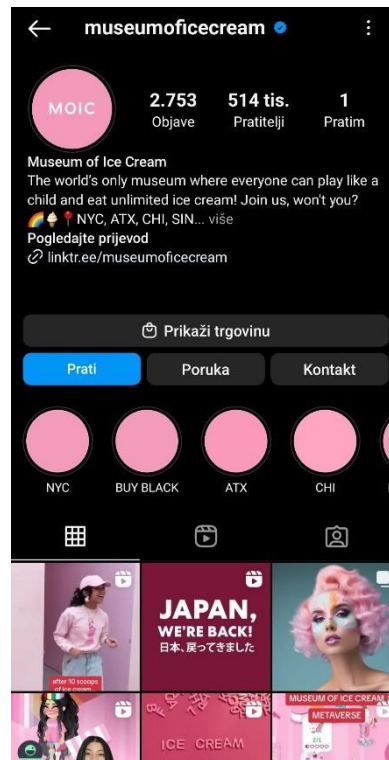 museumoficecream
MOIC
2.753 514 tis. 1
Objave Pratitelji Pratim
Museum of Ice Cream
The world's only museum where everyone can play like a
child and eat unlimited ice cream! Join us, won't you?
🌈🍦📍 NYC, ATX, CHI, SIN... više
Pogledajte prijevod
linktr.ee/museumoficecream
Prikaži trgovinu
Prati Poruka Kontakt
NYC BUY BLACK ATX CHI
after 10 scoops
of ice cream
JAPAN,
WE'RE BACK!
日本、戻ってきました
ICE CREAM
MUSEUM OF ICE CREAM
METAVERSE
2/1